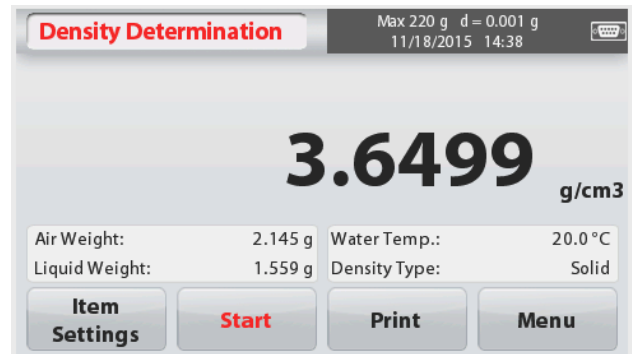 Density Determination
Max 220 g d = 0.001 g
11/18/2015 14:38
3.6499
g/cm3
Air Weight: 2.145 g
Liquid Weight: 1.559 g
Water Temp.: 20.0 °C
Density Type: Solid
Item
Settings
Start
Print
Menu